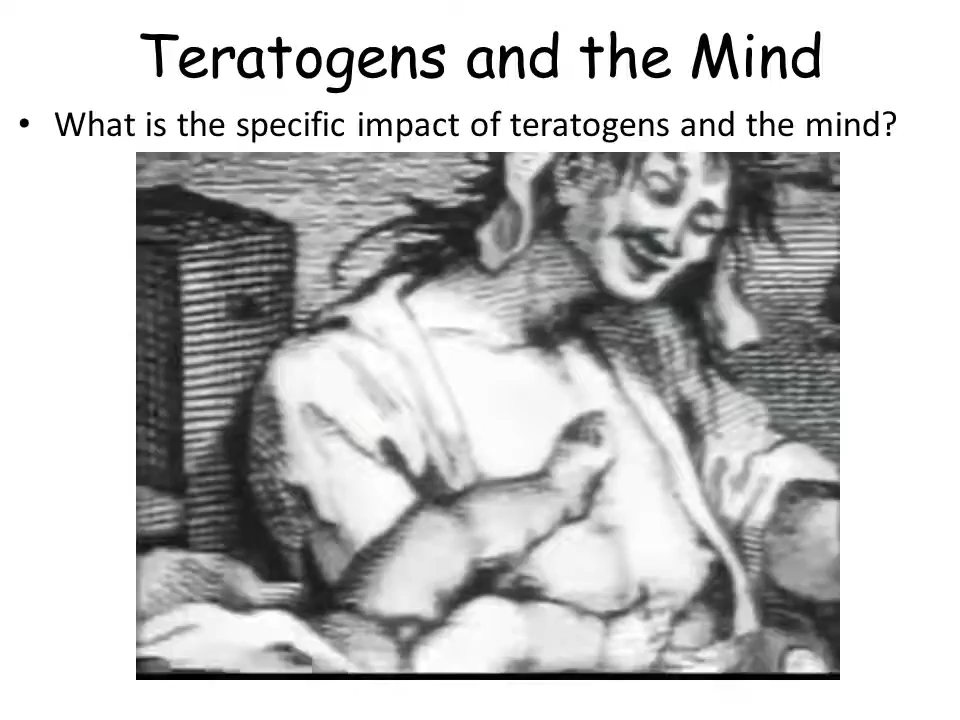 Teratogens and the Mind
• What is the specific impact of teratogens and the mind?